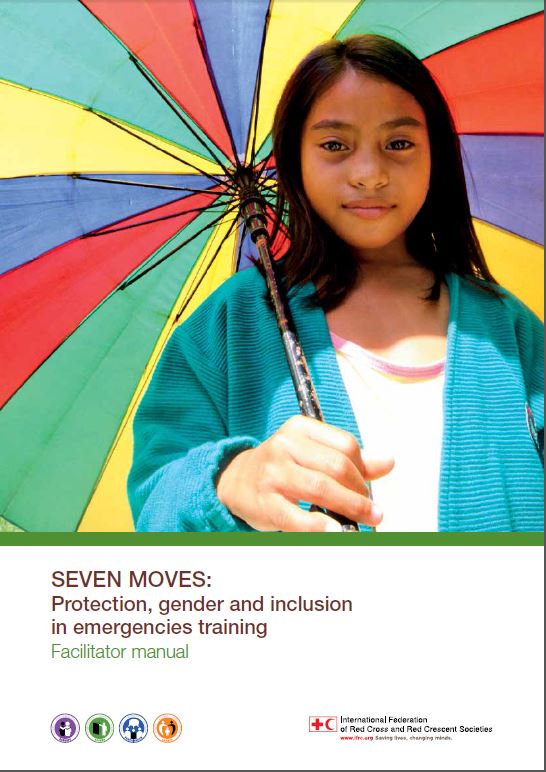 SEVEN MOVES:
Protection, gender and inclusion
in emergencies training
Facilitator manual
International Federation
of Red Cross and Red Crescent Societies
www.ifrc.org Saving lives, changing minds.